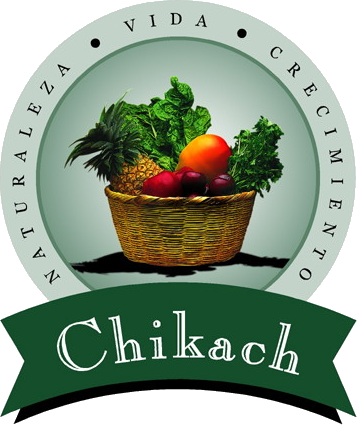 NATURALEZA • VIDA • CRECIMIENTO
Chikach